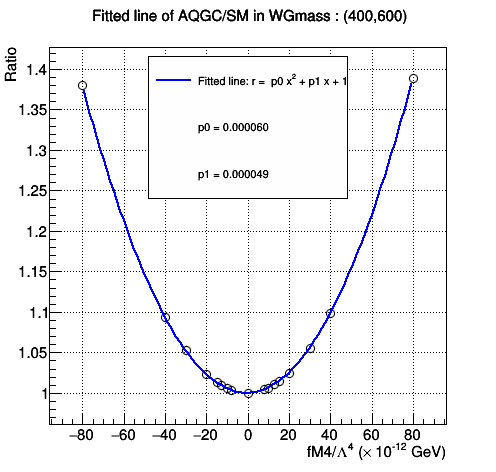 Fitted line of AQGC/SM in WGmass : (400,600)
Ratio
Fitted line: r = p0 x² + p1 x + 1
p0 = 0.000060
p1 = 0.000049
1.4
1.35
1.3
1.25
1.2
1.15
1.1
1.05
1
−80 −60 −40 −20 0 20 40 60 80
fM4/Λ⁴ (× 10⁻¹² GeV)